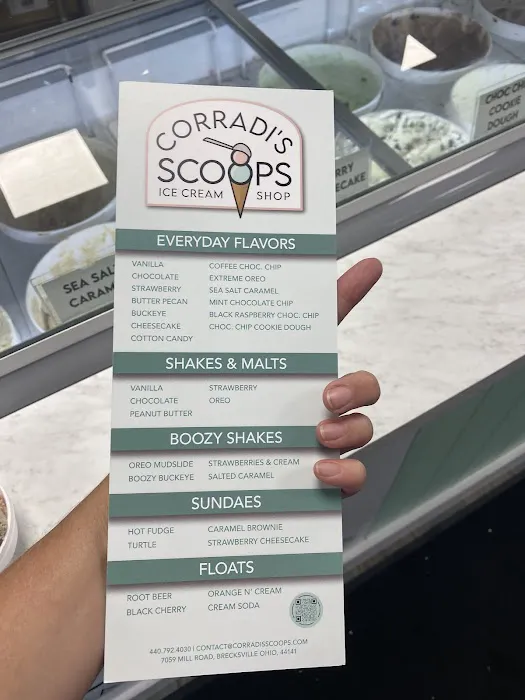 CHOC CH
COOKIE
DOUGH
RRY
ECAKE
SEA SAL
CARAM
CORRADI'S
SCOOPS
ICE CREAM SHOP
EVERYDAY FLAVORS
VANILLA COFFEE CHOC. CHIP
CHOCOLATE EXTREME OREO
STRAWBERRY SEA SALT CARAMEL
BUTTER PECAN MINT CHOCOLATE CHIP
BUCKEYE BLACK RASPBERRY CHOC. CHIP
CHEESECAKE CHOC. CHIP COOKIE DOUGH
COTTON CANDY
SHAKES & MALTS
VANILLA STRAWBERRY
CHOCOLATE OREO
PEANUT BUTTER
BOOZY SHAKES
OREO MUDSLIDE STRAWBERRIES & CREAM
BOOZY BUCKEYE SALTED CARAMEL
SUNDAES
HOT FUDGE CARAMEL BROWNIE
TURTLE STRAWBERRY CHEESECAKE
FLOATS
ROOT BEER ORANGE N' CREAM
BLACK CHERRY CREAM SODA
440.792.4030 | CONTACT@CORRADISSCOOPS.COM
7059 MILL ROAD, BRECKSVILLE OHIO, 44141